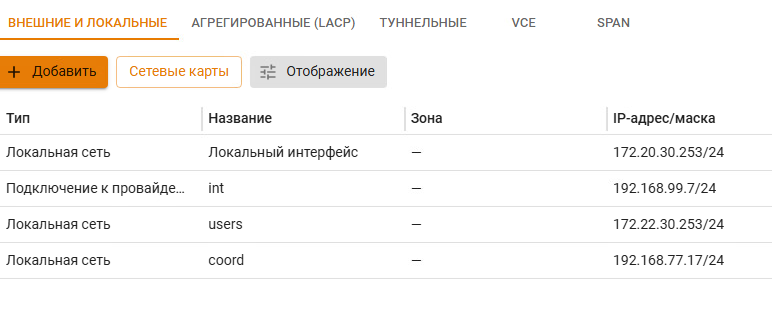 ВНЕШНИЕ И ЛОКАЛЬНЫЕ АГРЕГИРОВАННЫЕ (LACP) ТУННЕЛЬНЫЕ VCE SPAN
+ Добавить Сетевые карты Отображение
Тип Название Зона IP-адрес/маска
Локальная сеть Локальный интерфейс — 172.20.30.253/24
Подключение к провайде... int — 192.168.99.7/24
Локальная сеть users — 172.22.30.253/24
Локальная сеть coord — 192.168.77.17/24